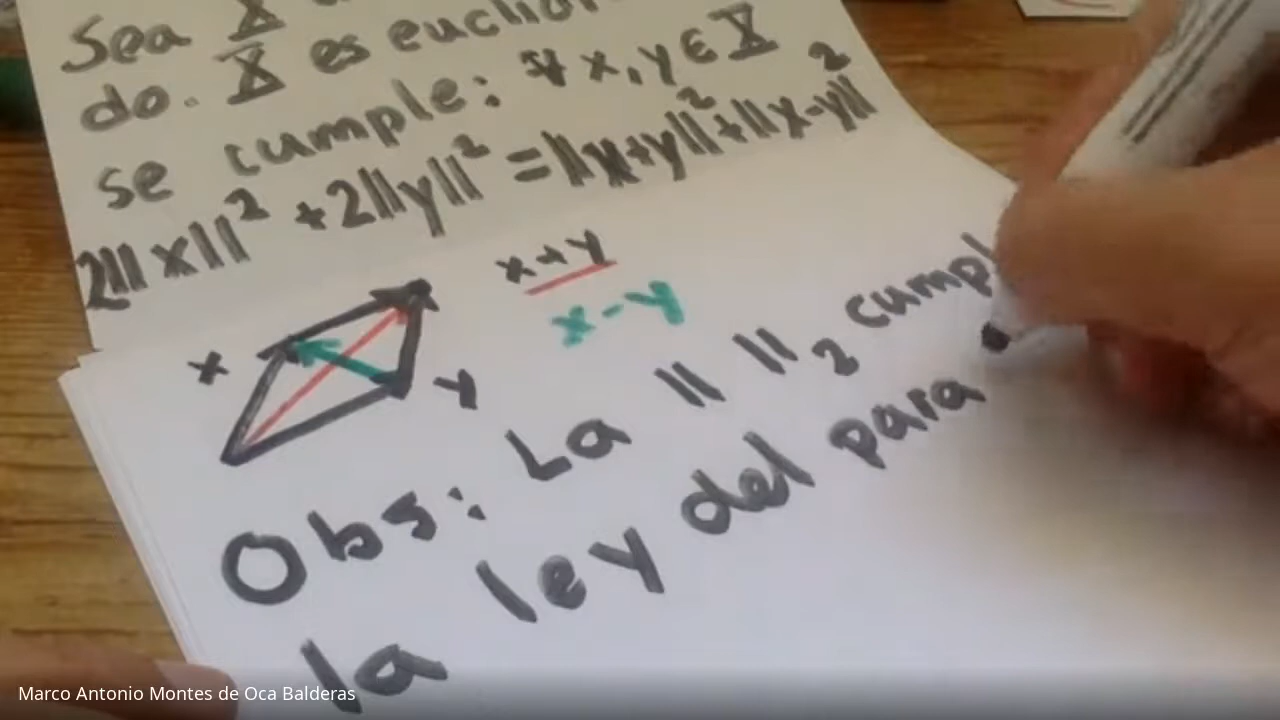 Sea X
do. X es euclid
se cumple: ∀ x, y ∈ X
2||x||² + 2||y||² = ||x+y||² + ||x-y||²
x+y
x-y
x
y
Obs: La || ||₂ cumpl
la ley del para
Marco Antonio Montes de Oca Balderas